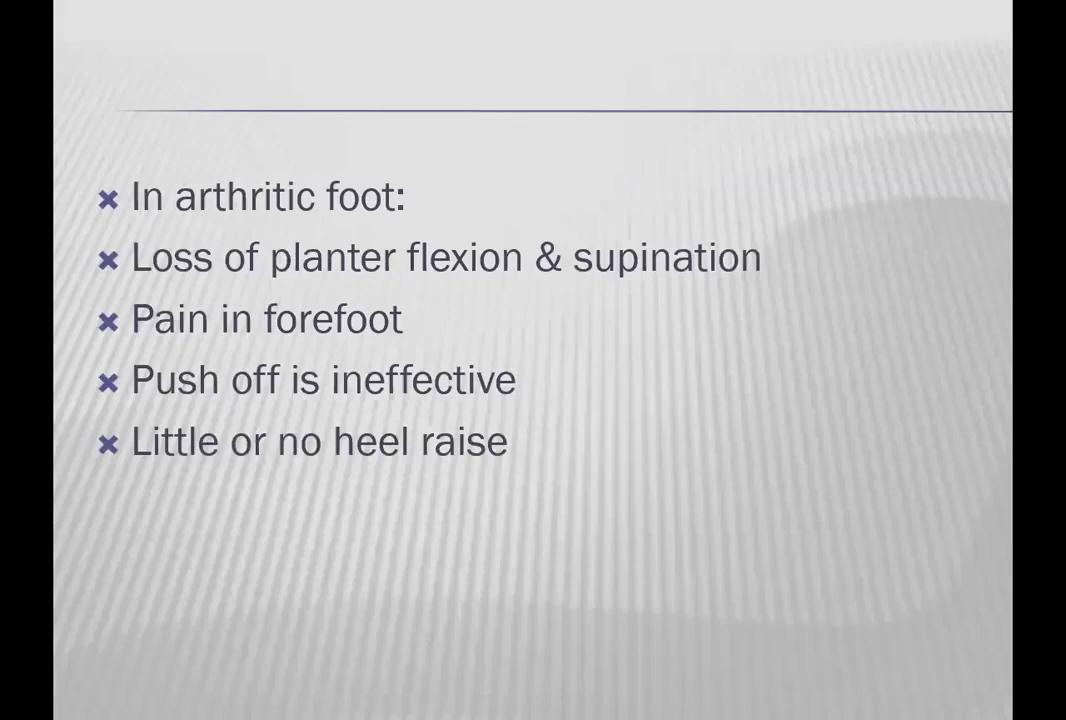 In arthritic foot:
Loss of planter flexion & supination
Pain in forefoot
Push off is ineffective
Little or no heel raise